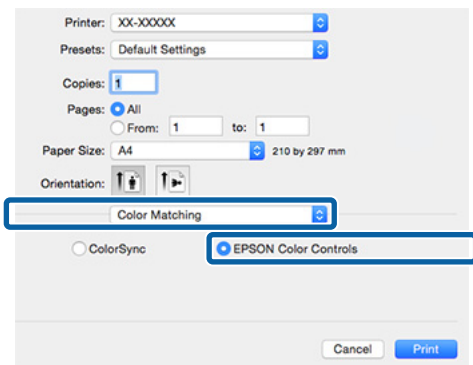 Printer: XX-XXXXX
Presets: Default Settings
Copies: 1
Pages: All
From: 1 to: 1
Paper Size: A4 210 by 297 mm
Orientation:
Color Matching
ColorSync EPSON Color Controls
Cancel Print